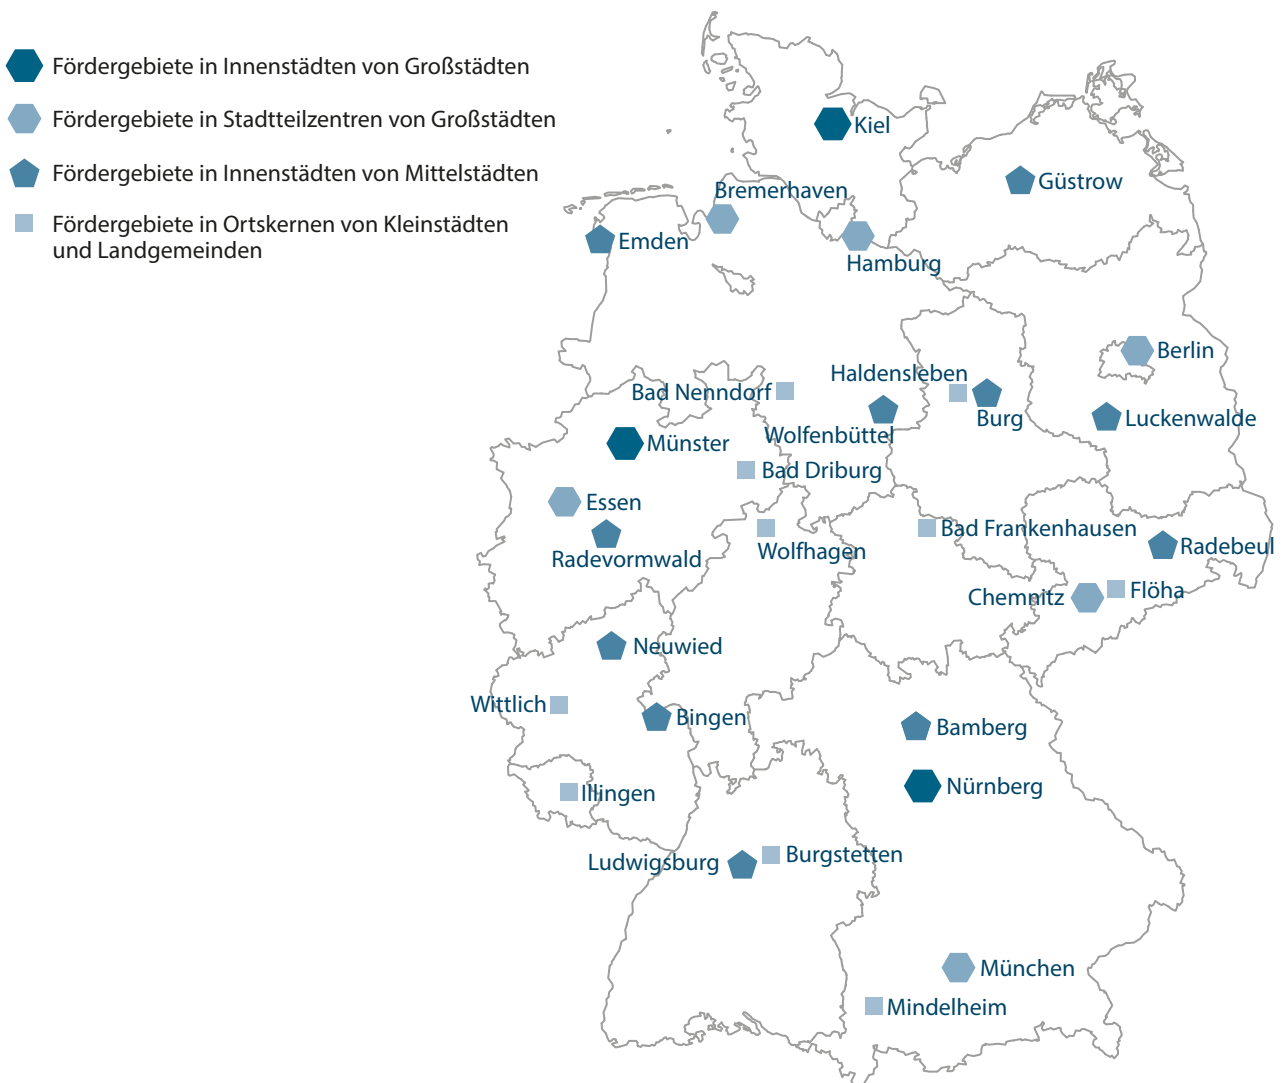 Fördergebiete in Innenstädten von Großstädten
Fördergebiete in Stadtteilzentren von Großstädten
Fördergebiete in Innenstädten von Mittelstädten
Fördergebiete in Ortskernen von Kleinstädten
und Landgemeinden
Kiel
Güstrow
Bremerhaven
Emden
Hamburg
Berlin
Haldensleben
Bad Nenndorf
Burg
Luckenwalde
Wolfenbüttel
Münster
Bad Driburg
Essen
Bad Frankenhausen
Radebeul
Wolfhagen
Radevormwald
Flöha
Chemnitz
Neuwied
Wittlich
Bingen
Bamberg
Nürnberg
Illingen
Burgstetten
Ludwigsburg
München
Mindelheim